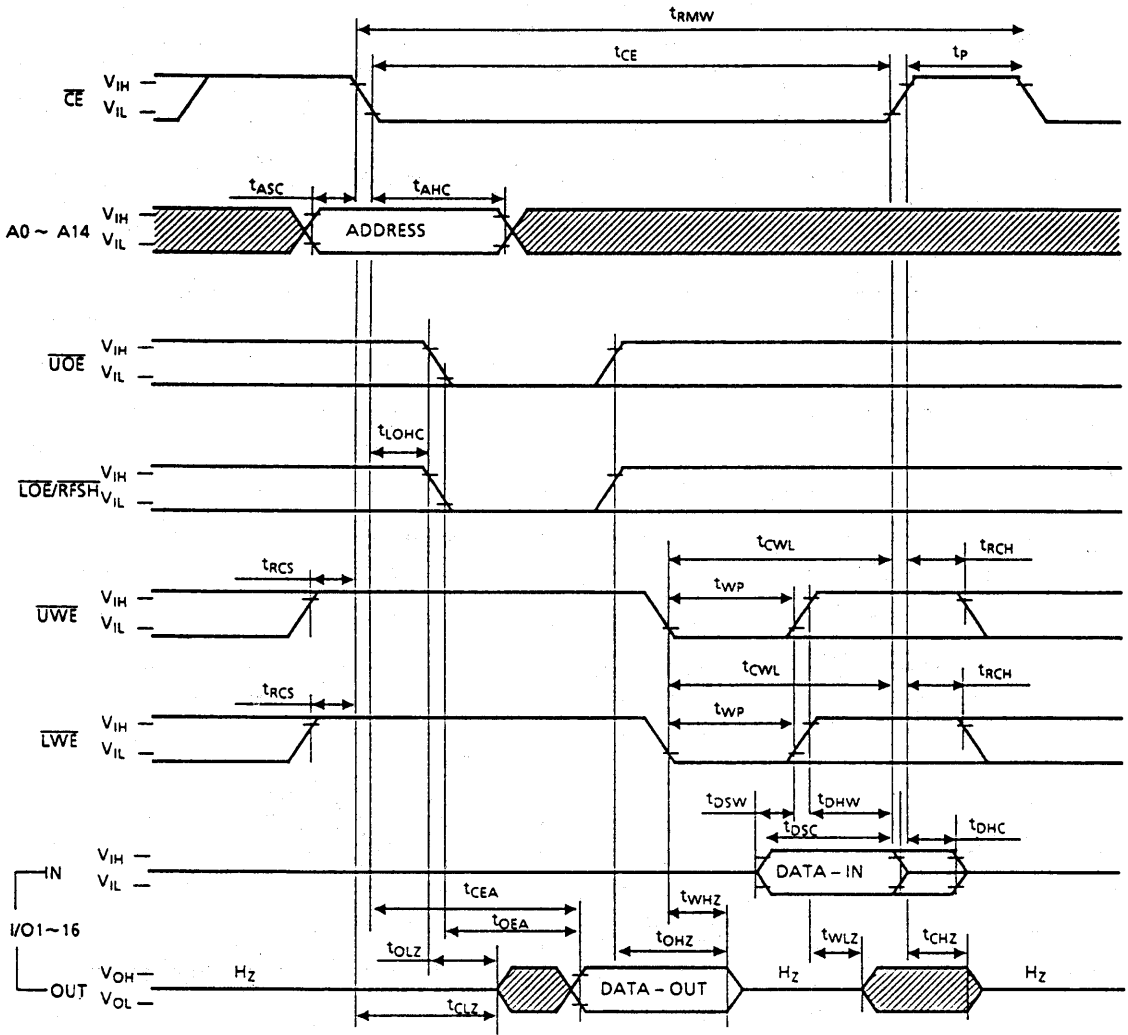 tRMW
tCE
tP
CE VIH
VIL
tASC
tAHC
A0 ~ A14 VIH
VIL
ADDRESS
UOE VIH
VIL
tLOHC
LOE/RFSH VIH
VIL
tCWL
tRCH
tRCS
tWP
UWE VIH
VIL
tCWL
tRCH
tRCS
tWP
LWE VIH
VIL
tDSW
tDHW
tDSC
tDHC
IN VIH
VIL
DATA-IN
tCEA
tWHZ
I/O1~16
tOEA
tOLZ
tOHZ
tWLZ
tCHZ
OUT VOH
VOL
HZ
DATA-OUT
HZ
HZ
tCLZ